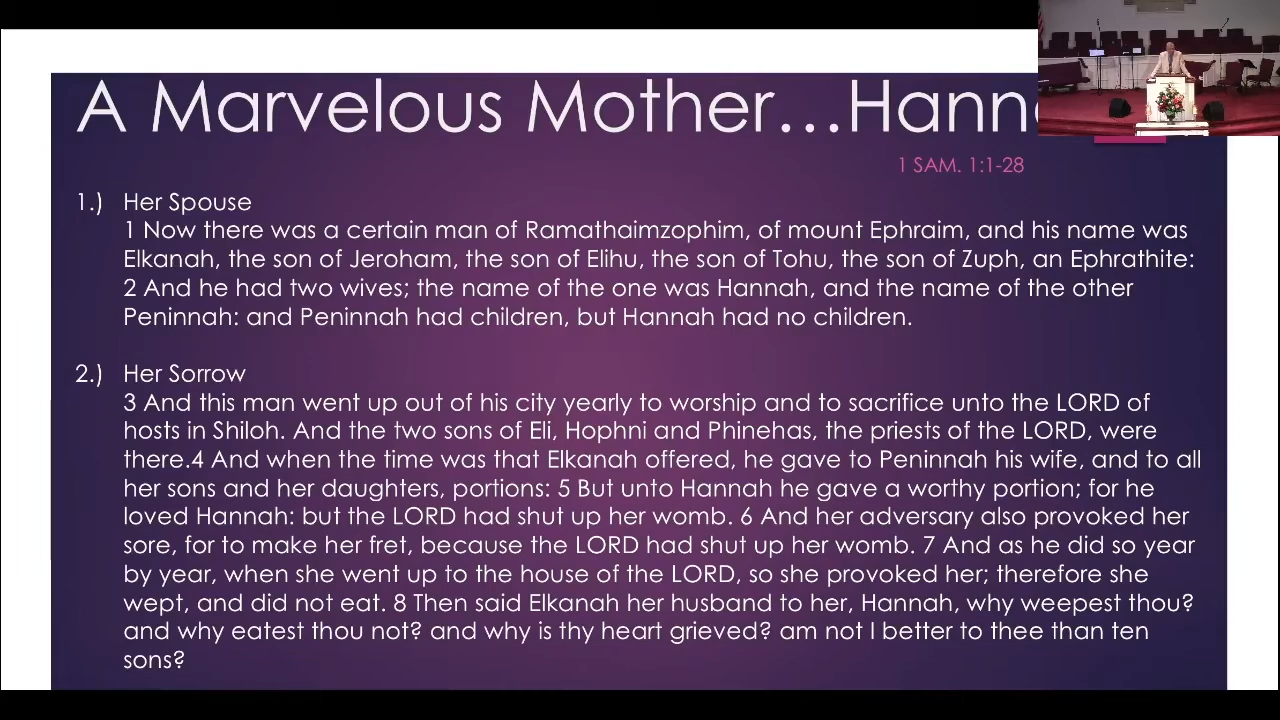 A Marvelous Mother…Hann
1 SAM. 1:1-28
1.) Her Spouse
1 Now there was a certain man of Ramathaimzophim, of mount Ephraim, and his name was
Elkanah, the son of Jeroham, the son of Elihu, the son of Tohu, the son of Zuph, an Ephrathite:
2 And he had two wives; the name of the one was Hannah, and the name of the other
Peninnah: and Peninnah had children, but Hannah had no children.
2.) Her Sorrow
3 And this man went up out of his city yearly to worship and to sacrifice unto the LORD of
hosts in Shiloh. And the two sons of Eli, Hophni and Phinehas, the priests of the LORD, were
there.4 And when the time was that Elkanah offered, he gave to Peninnah his wife, and to all
her sons and her daughters, portions: 5 But unto Hannah he gave a worthy portion; for he
loved Hannah: but the LORD had shut up her womb. 6 And her adversary also provoked her
sore, for to make her fret, because the LORD had shut up her womb. 7 And as he did so year
by year, when she went up to the house of the LORD, so she provoked her; therefore she
wept, and did not eat. 8 Then said Elkanah her husband to her, Hannah, why weepest thou?
and why eatest thou not? and why is thy heart grieved? am not I better to thee than ten
sons?